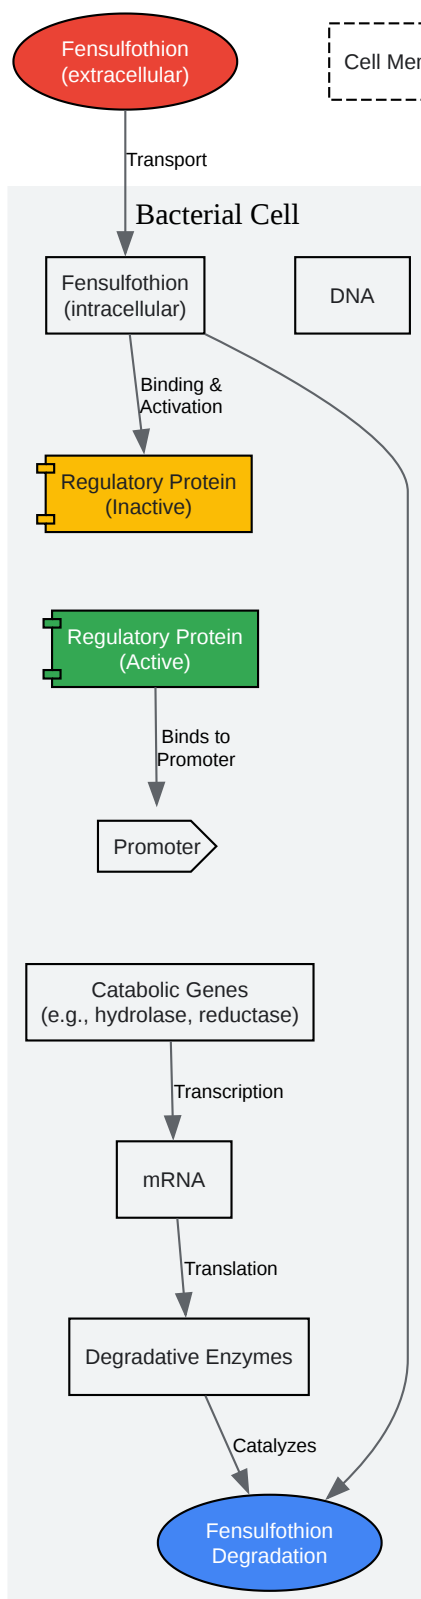 Fensulfothion
(extracellular)
Cell Mer
Transport
Bacterial Cell
Fensulfothion
(intracellular)
DNA
Binding &
Activation
Regulatory Protein
(Inactive)
Regulatory Protein
(Active)
Binds to
Promoter
Promoter
Catabolic Genes
(e.g., hydrolase, reductase)
Transcription
mRNA
Translation
Degradative Enzymes
Catalyzes
Fensulfothion
Degradation